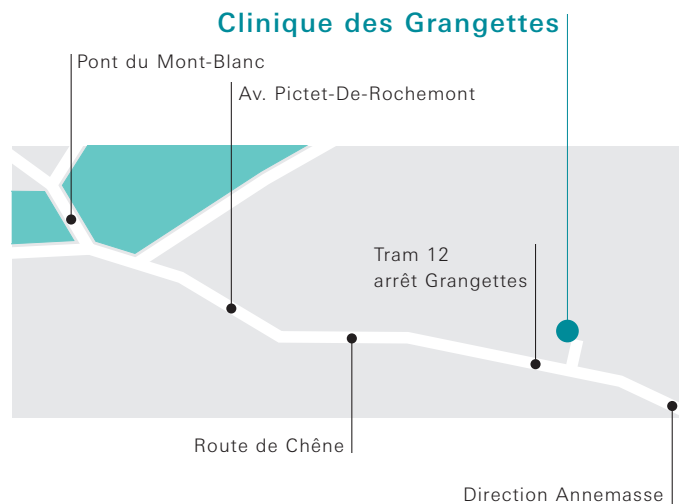 Clinique des Grangettes
Pont du Mont-Blanc
Av. Pictet-De-Rochemont
Tram 12
arrêt Grangettes
Route de Chêne
Direction Annemasse